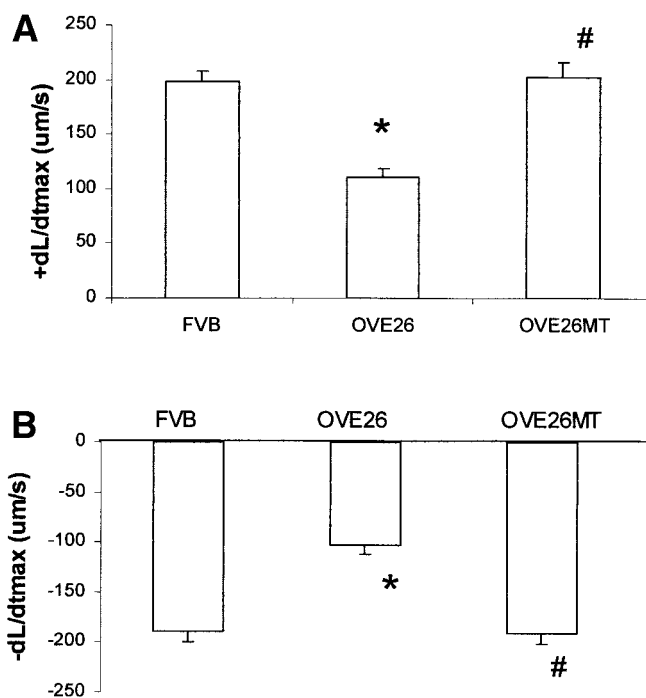 A
+dL/dtmax (um/s)
250
200
150
100
50
0
*
#
FVB OVE26 OVE26MT
B
-dL/dtmax (um/s)
FVB OVE26 OVE26MT
0
-50
-100
-150
-200
-250
*
#